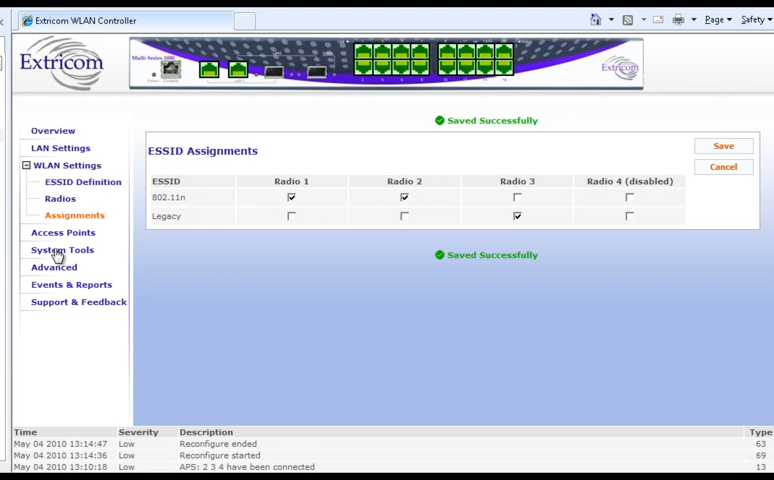 Extricom WLAN Controller
Page
Safety
Extricom
Multi Series 1000
Extricom
Overview
LAN Settings
WLAN Settings
ESSID Definition
Radios
Assignments
Access Points
System Tools
Advanced
Events & Reports
Support & Feedback
Saved Successfully
ESSID Assignments
Save
Cancel
ESSID Radio 1 Radio 2 Radio 3 Radio 4 (disabled)
802.11n
Legacy
Saved Successfully
Time Severity Description Type
May 04 2010 13:14:47 Low Reconfigure ended 63
May 04 2010 13:14:36 Low Reconfigure started 69
May 04 2010 13:10:18 Low APS: 2 3 4 have been connected 13